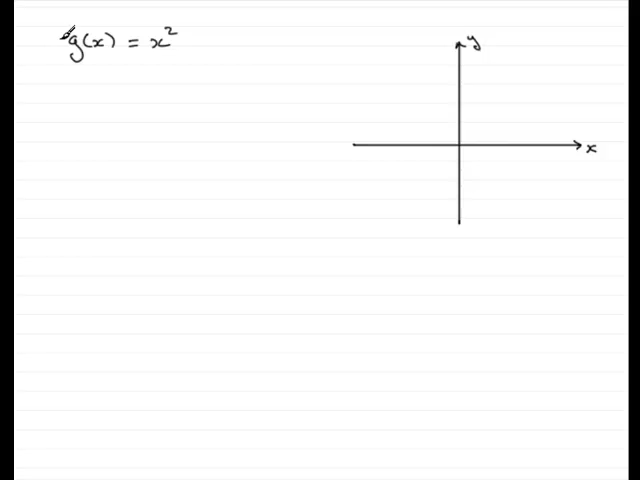 g(x) = x²
y
x